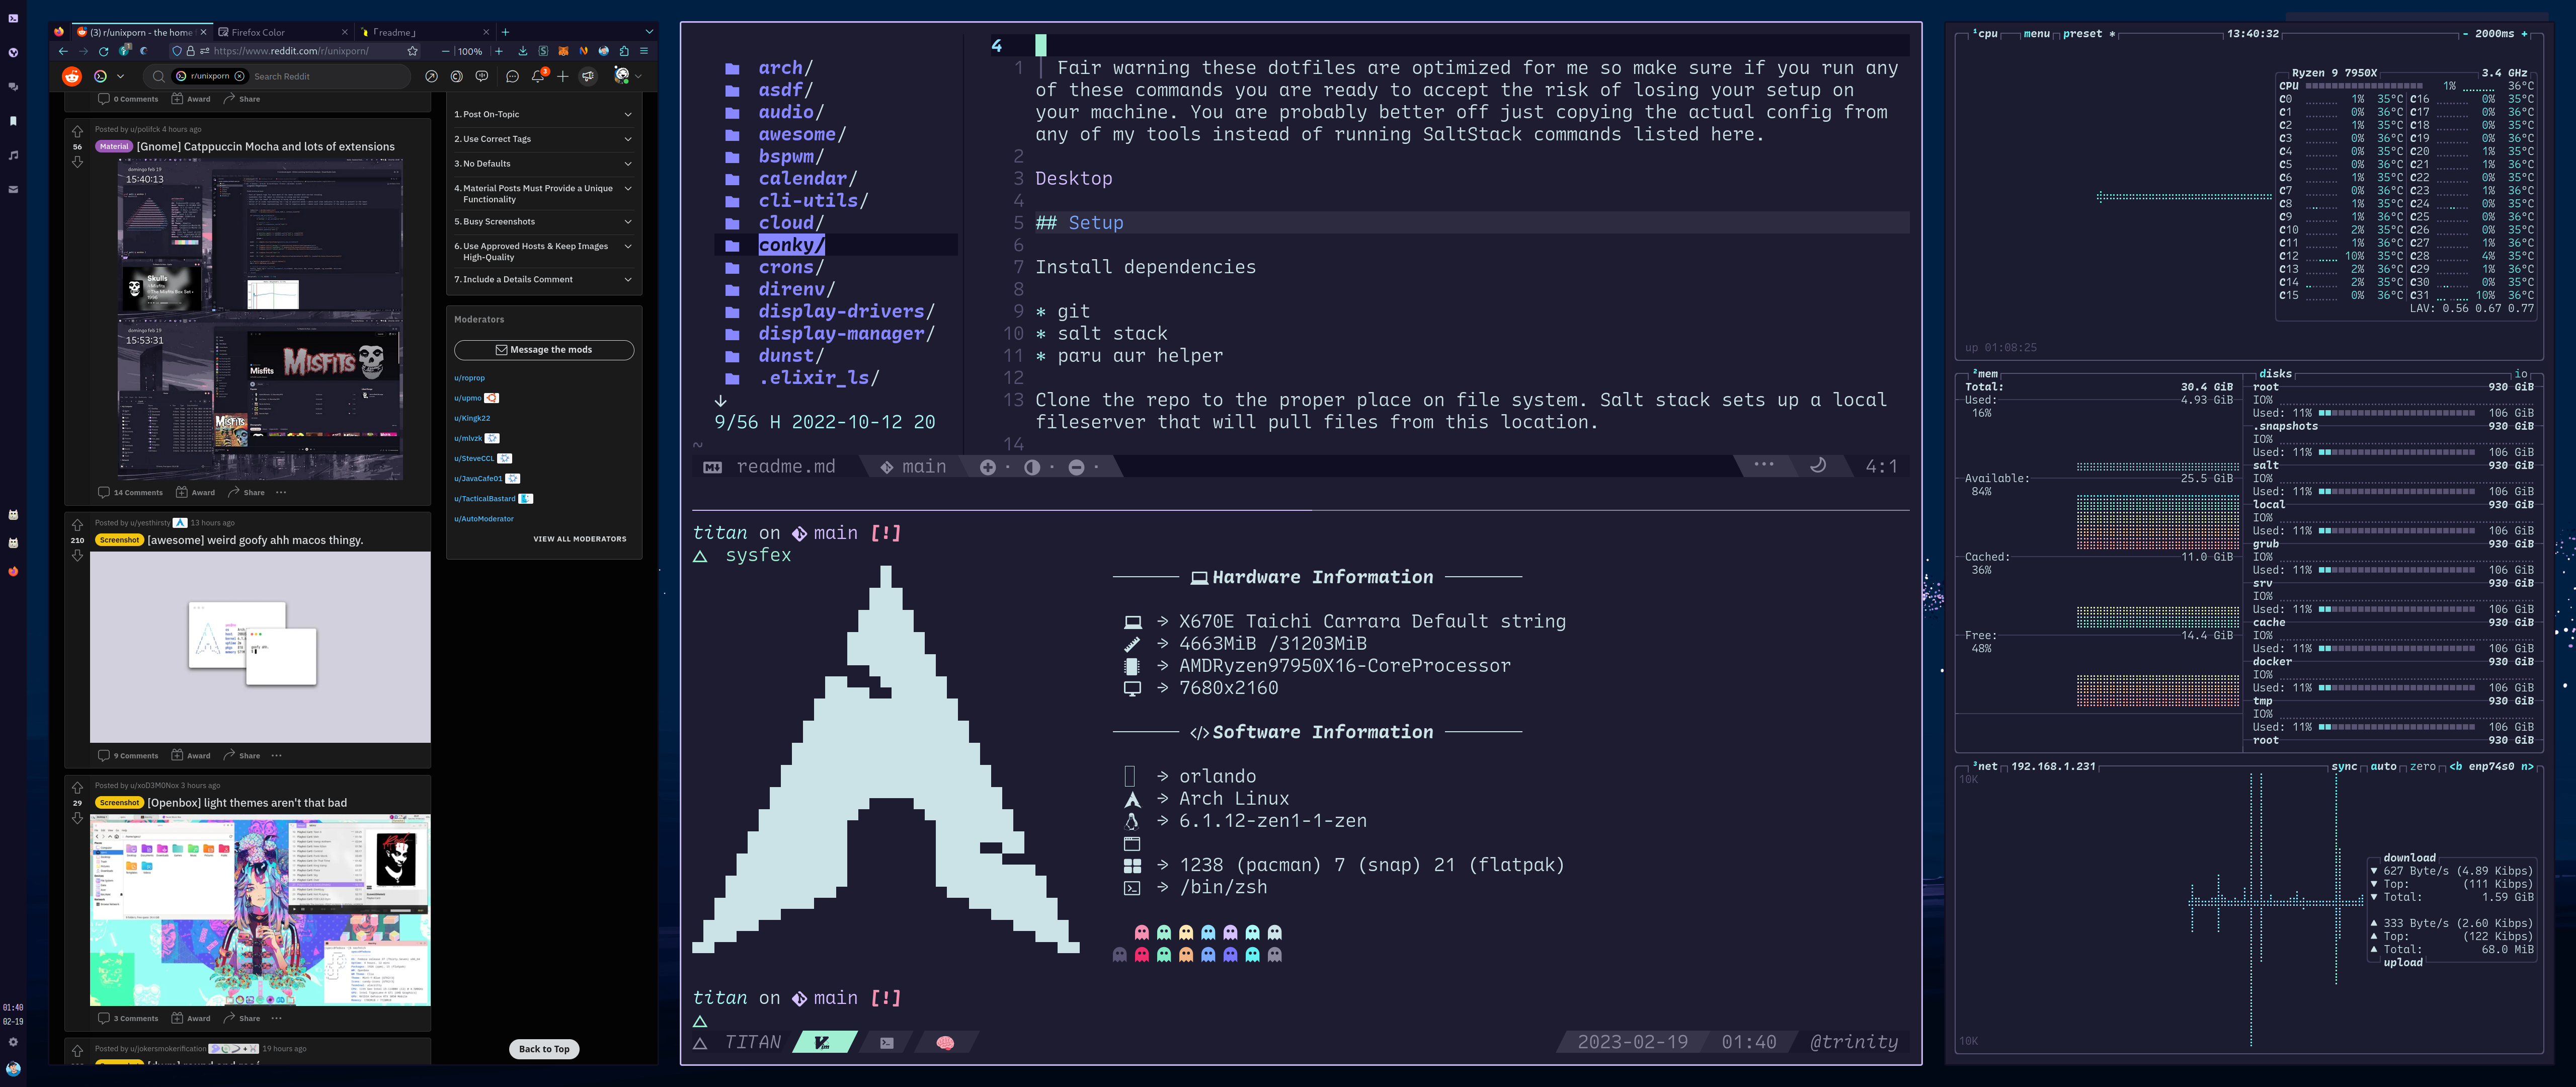 (3) r/unixporn - the home
Firefox Color
「readme」
https://www.reddit.com/r/unixporn/
100%
r/unixporn
Search Reddit
3
0 Comments Award Share
Posted by u/polifck 4 hours ago
56
Material [Gnome] Catppuccin Mocha and lots of extensions
domingo feb 19
15:40:13
Skulls
domingo feb 19
15:53:31
MISFITS
Misfits
14 Comments Award Share
Posted by u/yesthirsty 13 hours ago
210
Screenshot [awesome] weird goofy ahh macos thingy.
9 Comments Award Share
Posted by u/xoD3M0Nox 3 hours ago
29
Screenshot [Openbox] light themes aren't that bad
3 Comments Award Share
Posted by u/jokersmokerification 19 hours ago
1. Post On-Topic
2. Use Correct Tags
3. No Defaults
4. Material Posts Must Provide a Unique
Functionality
5. Busy Screenshots
6. Use Approved Hosts & Keep Images
High-Quality
7. Include a Details Comment
Moderators
Message the mods
u/roprop
u/upmo
u/Kingk22
u/mlvzk
u/SteveCCL
u/JavaCafe01
u/TacticalBastard
u/AutoModerator
VIEW ALL MODERATORS
Back to Top
01:40
02-19
arch/
asdf/
audio/
awesome/
bspwm/
calendar/
cli-utils/
cloud/
conky/
crons/
direnv/
display-drivers/
display-manager/
dunst/
.elixir_ls/
↓
9/56 H 2022-10-12 20
~
4
1 Fair warning these dotfiles are optimized for me so make sure if you run any
of these commands you are ready to accept the risk of losing your setup on
your machine. You are probably better off just copying the actual config from
any of my tools instead of running SaltStack commands listed here.
2
3 Desktop
4
5 ## Setup
6
7 Install dependencies
8
9 * git
10 * salt stack
11 * paru aur helper
12
13 Clone the repo to the proper place on file system. Salt stack sets up a local
fileserver that will pull files from this location.
14
readme.md main 4:1
titan on main [!]
△ sysfex
Hardware Information
-> X670E Taichi Carrara Default string
-> 4663MiB /31203MiB
-> AMDRyzen97950X16-CoreProcessor
-> 7680x2160
</>Software Information
-> orlando
-> Arch Linux
-> 6.1.12-zen1-1-zen
-> 1238 (pacman) 7 (snap) 21 (flatpak)
-> /bin/zsh
titan on main [!]
△
△ TITAN
2023-02-19 01:40 @trinity
¹cpu menu preset * 13:40:32 - 2000ms +
Ryzen 9 7950X 3.4 GHz
CPU 1% 36°C
C0 1% 35°C C16 0% 35°C
C1 0% 36°C C17 0% 36°C
C2 1% 35°C C18 0% 35°C
C3 0% 36°C C19 0% 36°C
C4 0% 35°C C20 1% 35°C
C5 0% 36°C C21 1% 36°C
C6 1% 35°C C22 0% 35°C
C7 0% 36°C C23 1% 36°C
C8 1% 35°C C24 0% 35°C
C9 0% 36°C C25 0% 36°C
C10 2% 35°C C26 0% 35°C
C11 1% 36°C C27 1% 36°C
C12 10% 35°C C28 4% 35°C
C13 2% 36°C C29 1% 36°C
C14 2% 35°C C30 0% 35°C
C15 0% 36°C C31 10% 36°C
LAV: 0.56 0.67 0.77
up 01:08:25
²mem
Total: 30.4 GiB
Used: 4.93 GiB
16%
Available: 25.5 GiB
84%
Cached: 11.0 GiB
36%
Free: 14.4 GiB
48%
disks io
root 930 GiB
IO%
Used: 11% 106 GiB
.snapshots 930 GiB
IO%
Used: 11% 106 GiB
salt 930 GiB
IO%
Used: 11% 106 GiB
local 930 GiB
IO%
Used: 11% 106 GiB
grub 930 GiB
IO%
Used: 11% 106 GiB
srv 930 GiB
IO%
Used: 11% 106 GiB
cache 930 GiB
IO%
Used: 11% 106 GiB
docker 930 GiB
IO%
Used: 11% 106 GiB
tmp 930 GiB
IO%
Used: 11% 106 GiB
root 930 GiB
³net 192.168.1.231 sync auto zero <b enp74s0 n>
10K
download
▼ 627 Byte/s (4.89 Kibps)
▼ Top: (111 Kibps)
▼ Total: 1.59 GiB
▲ 333 Byte/s (2.60 Kibps)
▲ Top: (122 Kibps)
▲ Total: 68.0 MiB
upload
10K